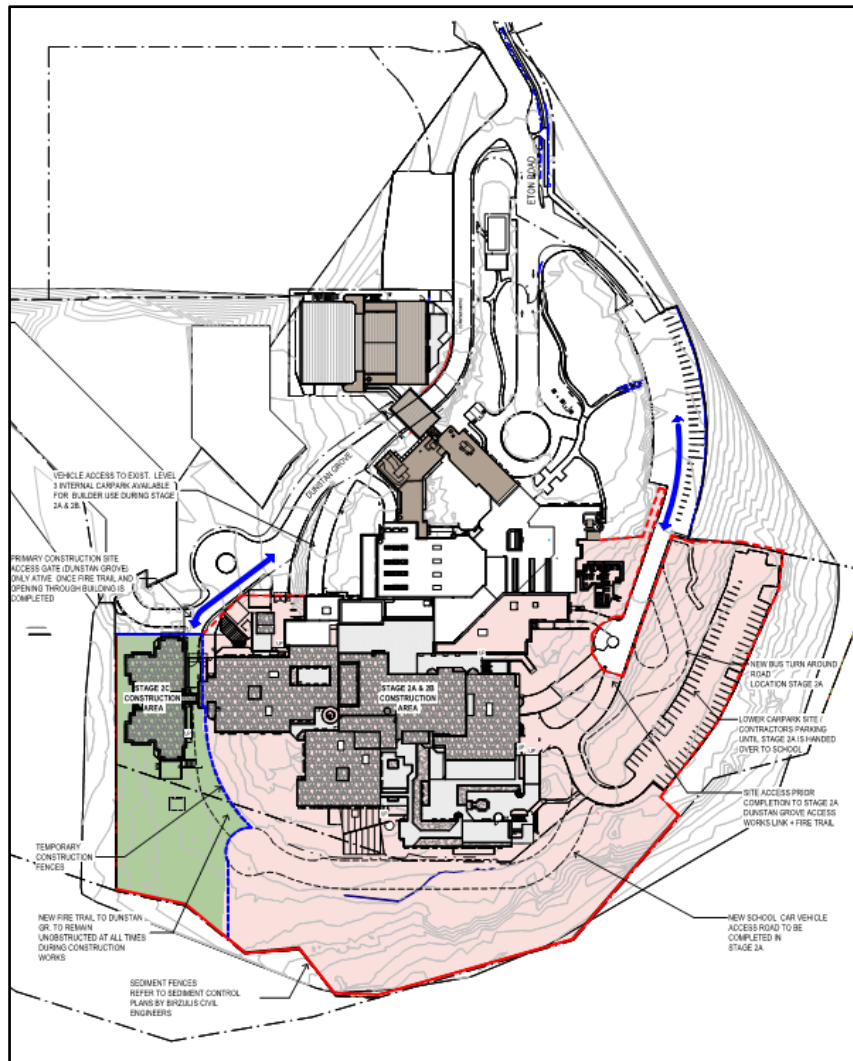 ETON ROAD
DUNSTAN GROVE
VEHICLE ACCESS TO EXIST. LEVEL
3 INTERNAL CARPARK AVAILABLE
FOR BUILDER USE DURING STAGE
2A & 2B.
PRIMARY CONSTRUCTION SITE
ACCESS GATE (DUNSTAN GROVE)
ONLY ATIVE ONCE FIRE TRAIL AND
OPENING THROUGH BUILDING IS
COMPLETED
STAGE 2C
CONSTRUCTION
AREA
STAGE 2A & 2B
CONSTRUCTION
AREA
NEW BUS TURN AROUND
ROAD
LOCATION STAGE 2A
LOWER CARPARK SITE /
CONTRACTORS PARKING
UNTIL STAGE 2A IS HANDED
OVER TO SCHOOL
SITE ACCESS PRIOR
COMPLETION TO STAGE 2A
DUNSTAN GROVE ACCESS
WORKS LINK + FIRE TRAIL
TEMPORARY
CONSTRUCTION
FENCES
NEW FIRE TRAIL TO DUNSTAN
GR. TO REMAIN
UNOBSTRUCTED AT ALL TIMES
DURING CONSTRUCTION
WORKS
NEW SCHOOL CAR VEHICLE
ACCESS ROAD TO BE
COMPLETED IN
STAGE 2A
SEDIMENT FENCES
REFER TO SEDIMENT CONTROL
PLANS BY BIRZULIS CIVIL
ENGINEERS